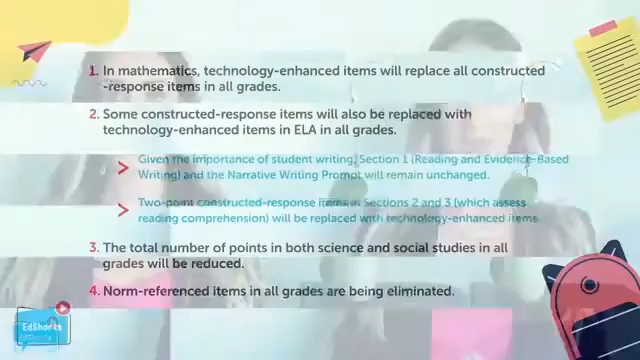 1. In mathematics, technology-enhanced items will replace all constructed
-response items in all grades.
2. Some constructed-response items will also be replaced with
technology-enhanced items in ELA in all grades.
Given the importance of student writing, Section 1 (Reading and Evidence-Based
Writing) and the Narrative Writing Prompt will remain unchanged.
Two-point constructed-response items in Sections 2 and 3 (which assess
reading comprehension) will be replaced with technology-enhanced items
3. The total number of points in both science and social studies in all
grades will be reduced.
4. Norm-referenced items in all grades are being eliminated.